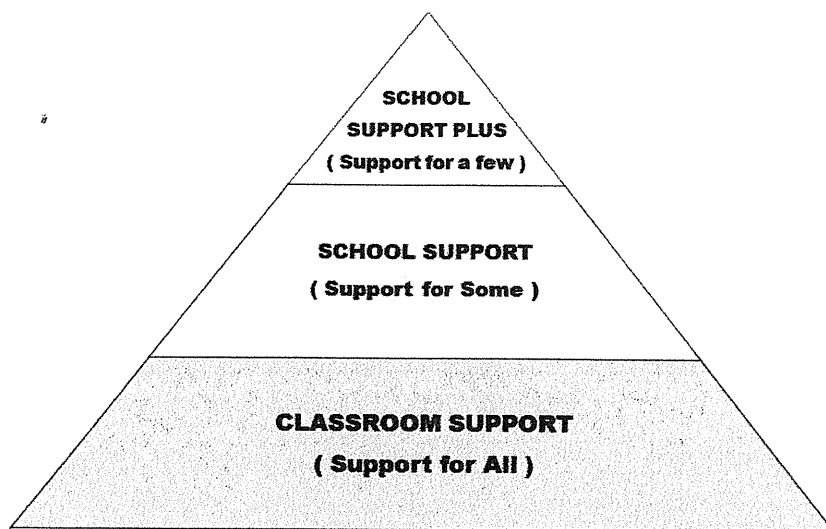 SCHOOL
SUPPORT PLUS
( Support for a few )
SCHOOL SUPPORT
( Support for Some )
CLASSROOM SUPPORT
( Support for All )